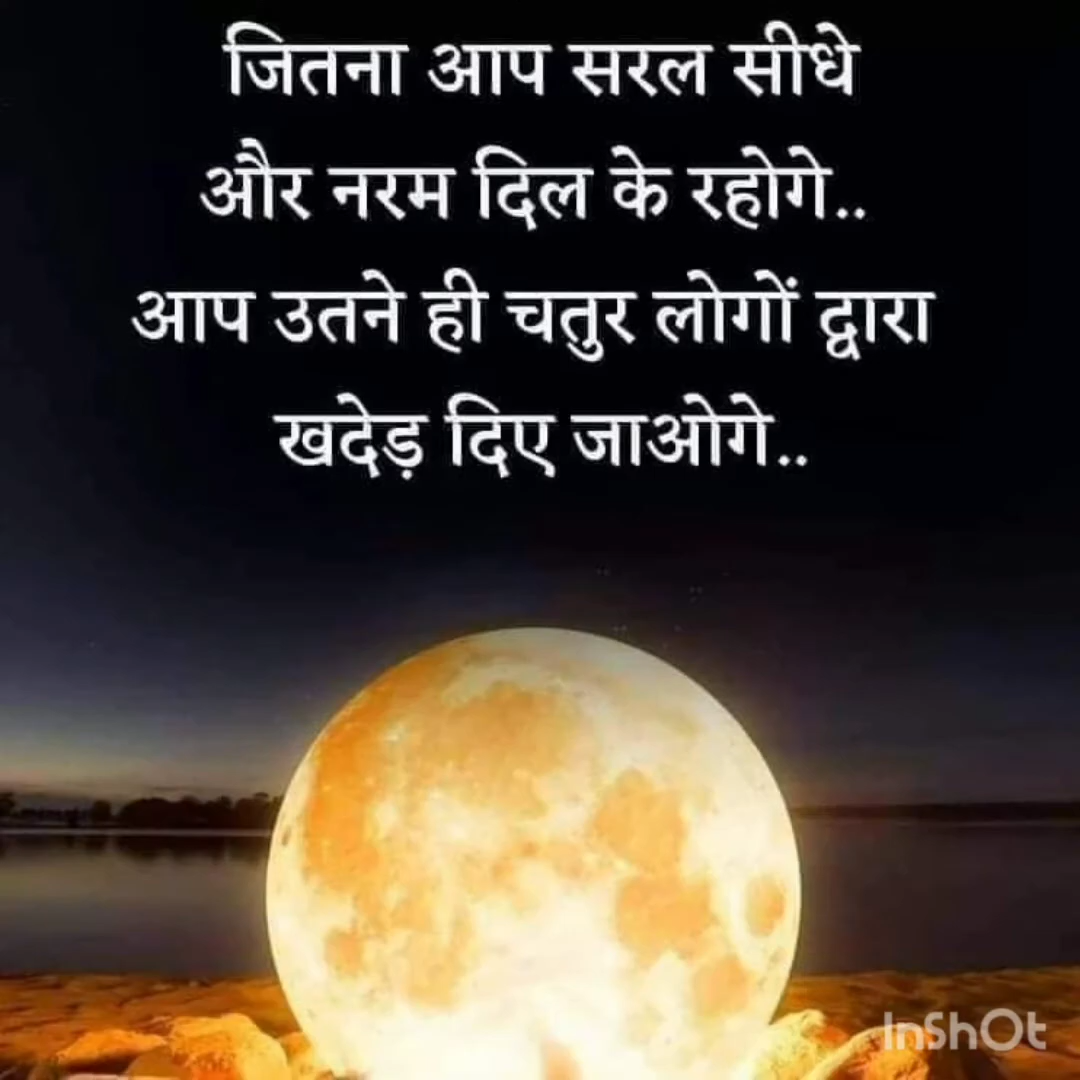 जितना आप सरल सीधे
और नरम दिल के रहोगे..
आप उतने ही चतुर लोगों द्वारा
खदेड़ दिए जाओगे..
InShOt